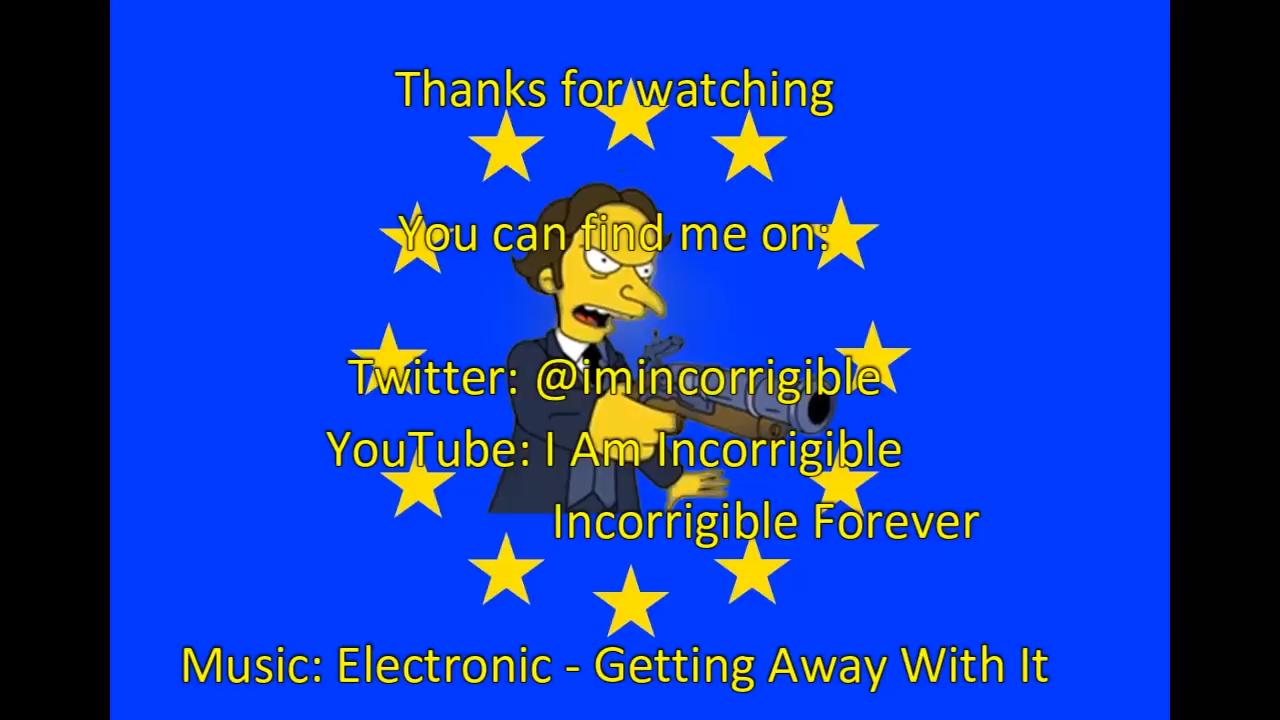 Thanks for watching
You can find me on:
Twitter: @imincorrigible
YouTube: I Am Incorrigible
Incorrigible Forever
Music: Electronic - Getting Away With It